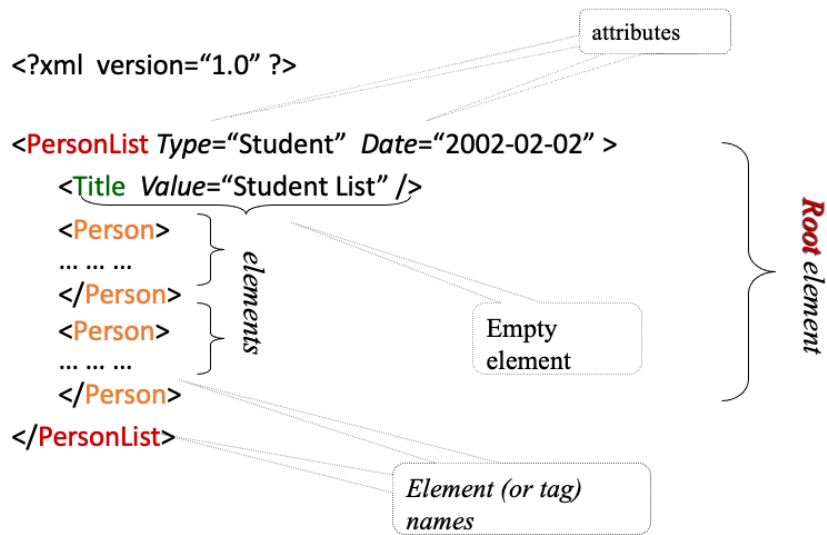 attributes
<?xml version=“1.0” ?>
<PersonList Type=“Student” Date=“2002-02-02” >
<Title Value=“Student List” />
<Person>
... ... ...
</Person>
<Person>
... ... ...
</Person>
</PersonList>
elements
Empty
element
Root element
Element (or tag)
names